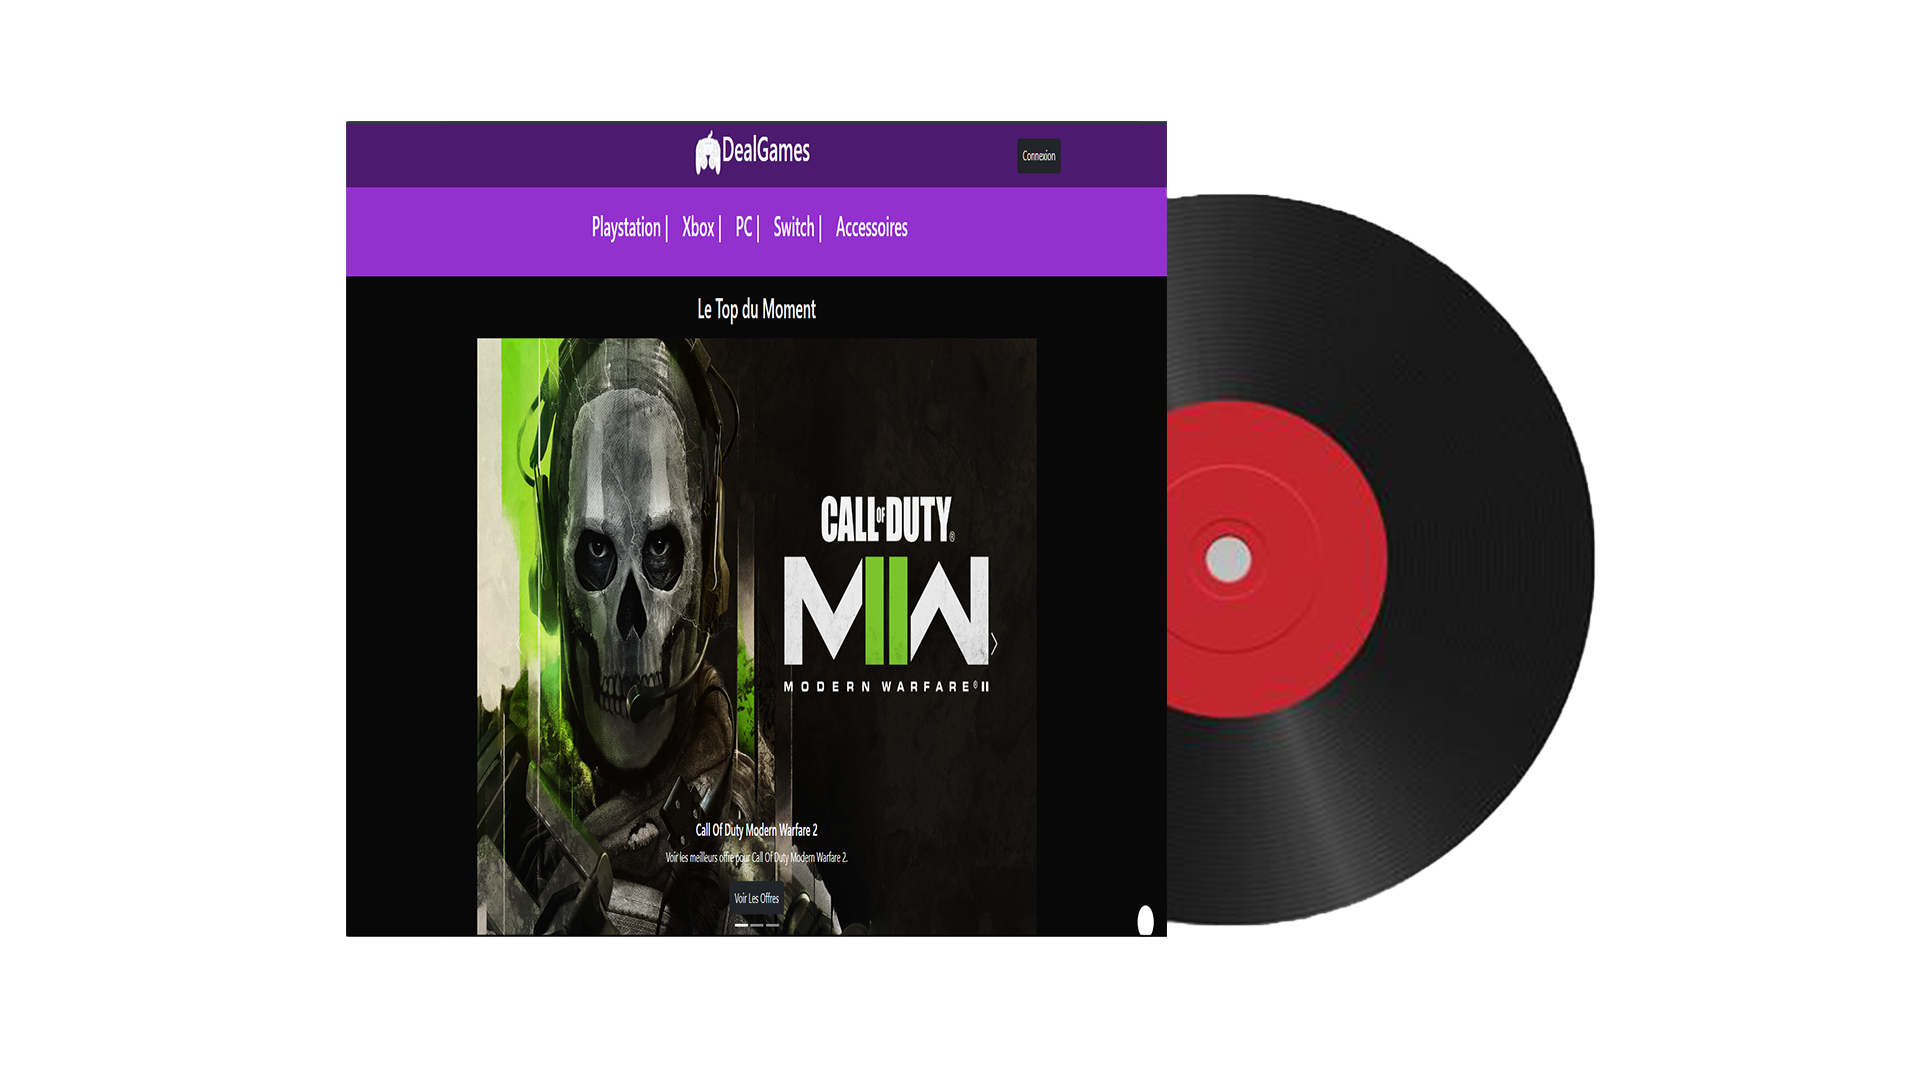 DealGames
Connexion
Playstation | Xbox | PC | Switch | Accessoires
Le Top du Moment
CALL OF DUTY®
MIIW
MODERN WARFARE® II
Call Of Duty Modern Warfare 2
Voir les meilleurs offre pour Call Of Duty Modern Warfare 2.
Voir Les Offres